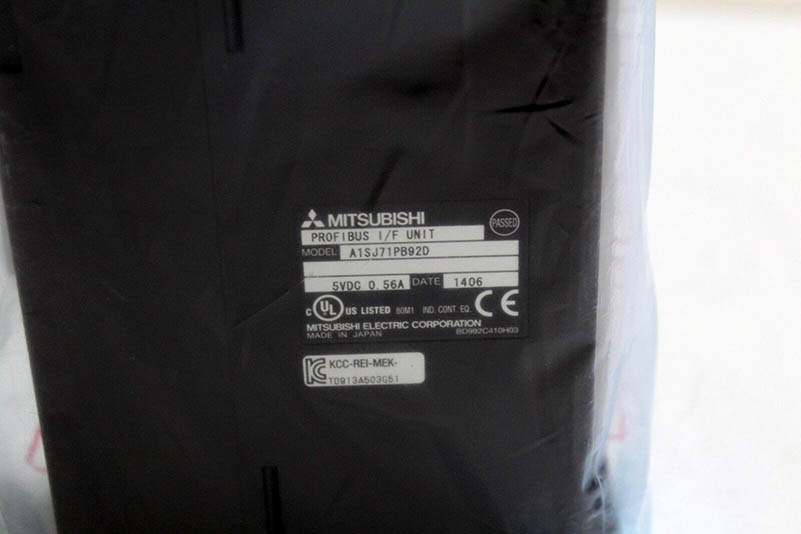 MITSUBISHI
PASSED
PROFIBUS I/F UNIT
MODEL A1SJ71PB92D
5VDC 0.56A DATE 1406
C UL US LISTED 80M1 IND. CONT. EQ. CE
MITSUBISHI ELECTRIC CORPORATION
MADE IN JAPAN BD992C410H03
KCC-REI-MEK-
T0913A503G51